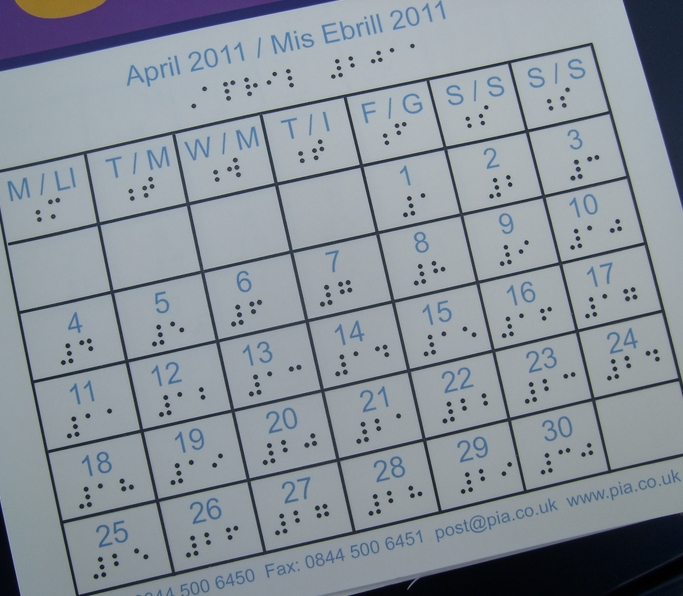 April 2011 / Mis Ebrill 2011
M / LI T / M W / M T / I F / G S / S S / S
1 2 3
4 5 6 7 8 9 10
11 12 13 14 15 16 17
18 19 20 21 22 23 24
25 26 27 28 29 30
0844 500 6450 Fax: 0844 500 6451 post@pia.co.uk www.pia.co.uk